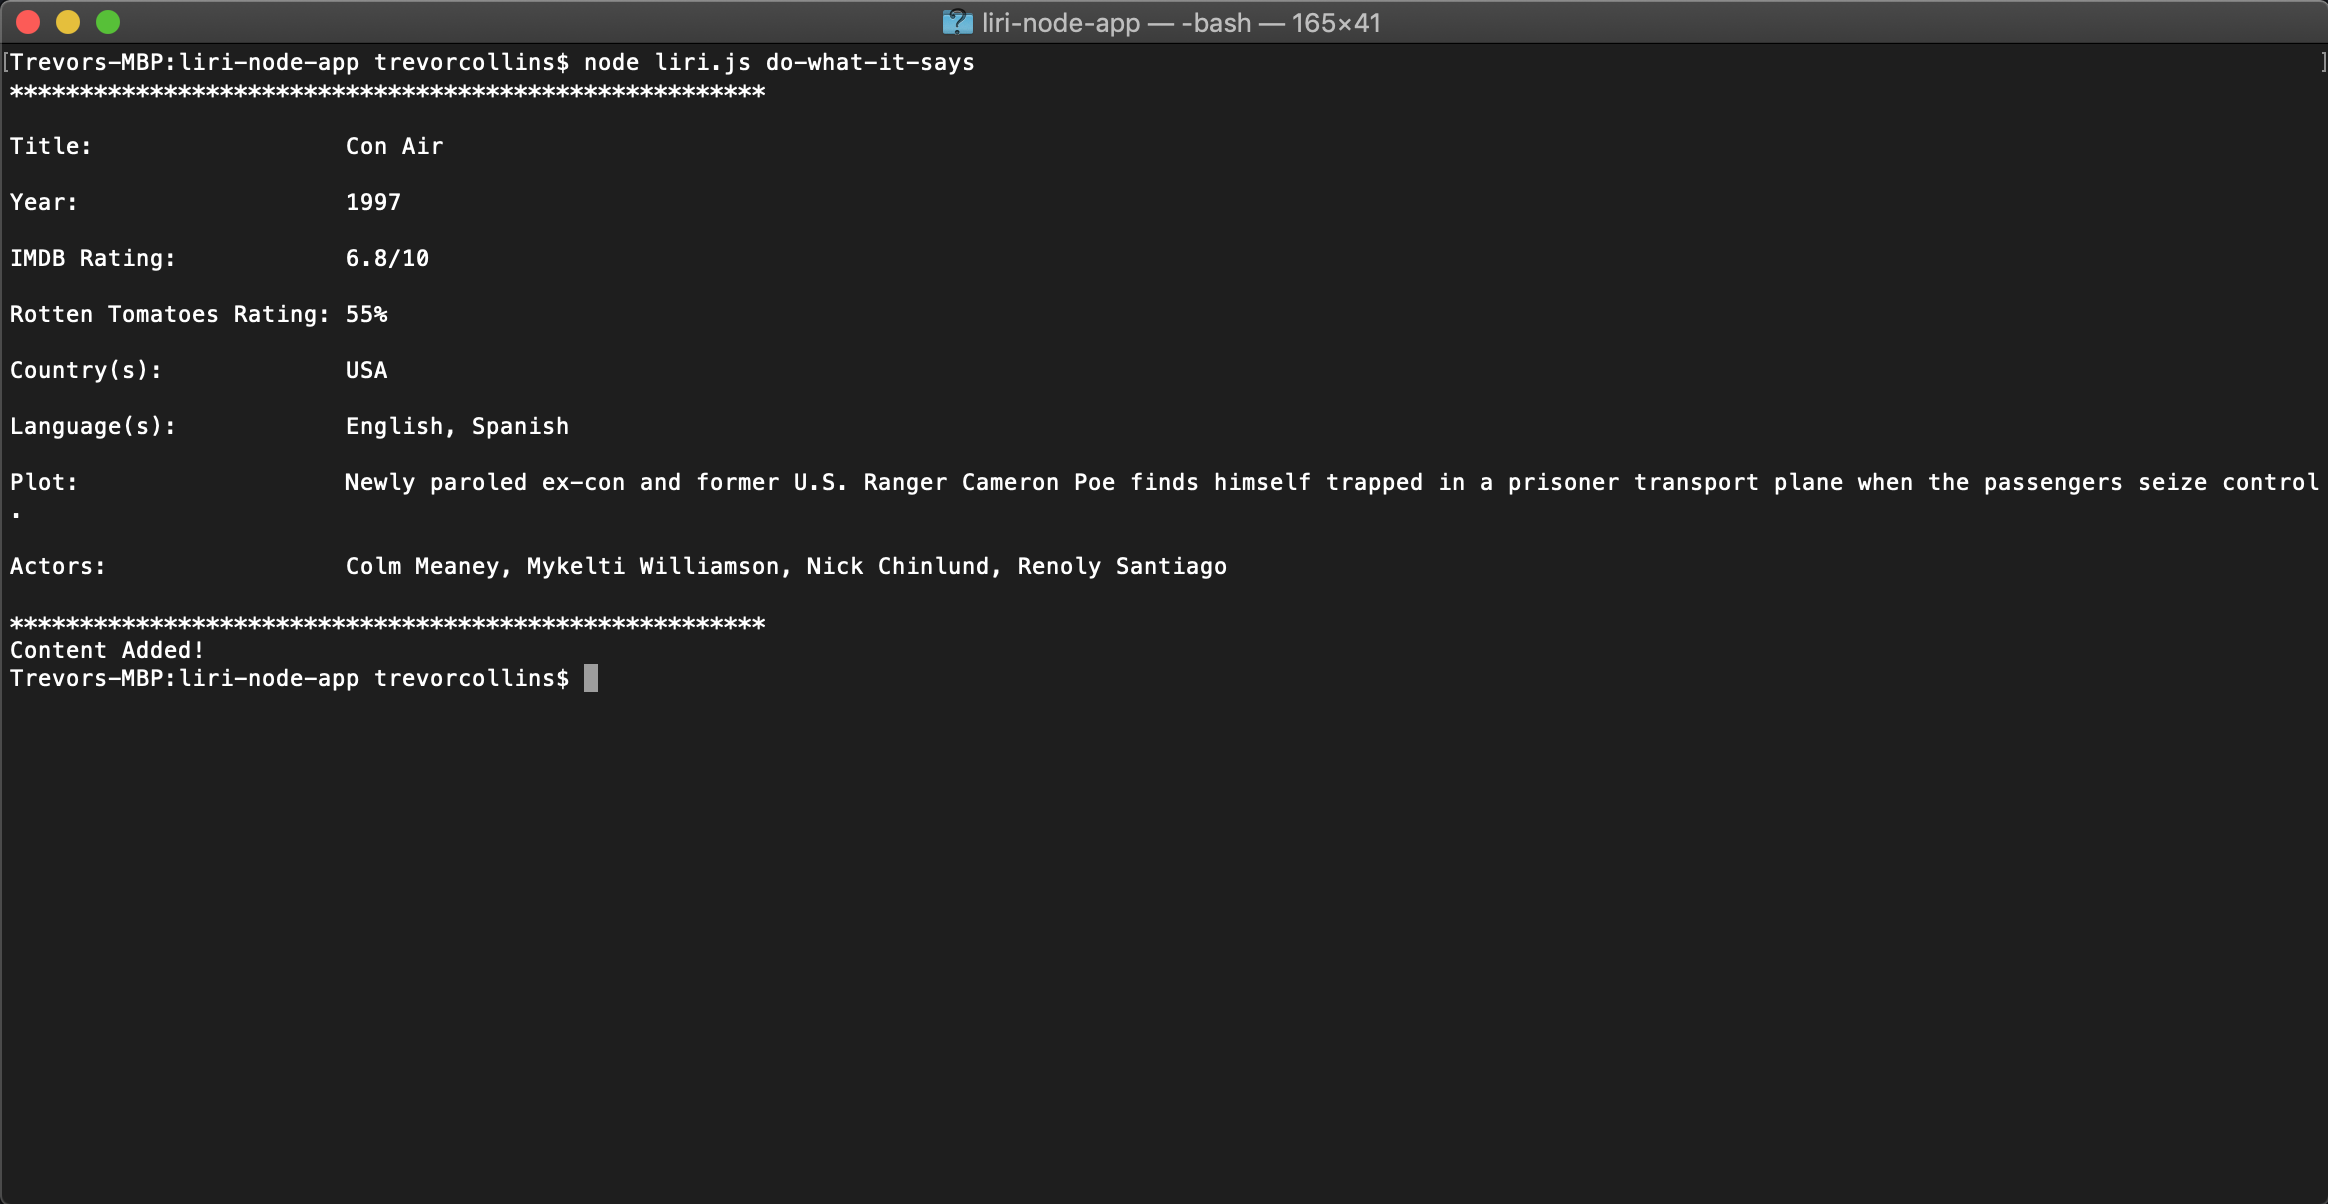 liri-node-app — -bash — 165×41
[Trevors-MBP:liri-node-app trevorcollins$ node liri.js do-what-it-says ]
******************************************************
Title: Con Air
Year: 1997
IMDB Rating: 6.8/10
Rotten Tomatoes Rating: 55%
Country(s): USA
Language(s): English, Spanish
Plot: Newly paroled ex-con and former U.S. Ranger Cameron Poe finds himself trapped in a prisoner transport plane when the passengers seize control
.
Actors: Colm Meaney, Mykelti Williamson, Nick Chinlund, Renoly Santiago
******************************************************
Content Added!
Trevors-MBP:liri-node-app trevorcollins$